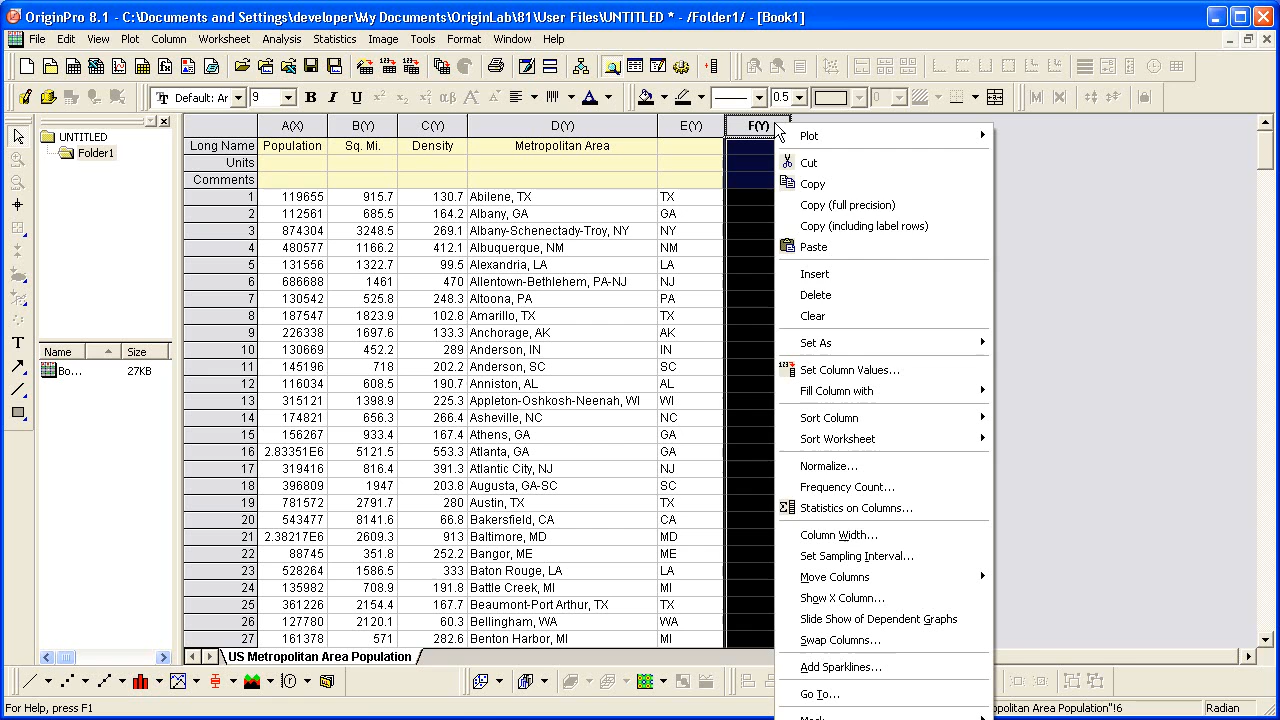 OriginPro 8.1 - C:\Documents and Settings\developer\My Documents\OriginLab\81\User Files\UNTITLED * - /Folder1/ - [Book1]
File Edit View Plot Column Worksheet Analysis Statistics Image Tools Format Window Help
Default: Ar 9 B I U 0.5 0
UNTITLED
Folder1
Name Size
Bo... 27KB
A(X) B(Y) C(Y) D(Y) E(Y) F(Y)
Long Name Population Sq. Mi. Density Metropolitan Area
Units
Comments
1 119655 915.7 130.7 Abilene, TX TX
2 112561 685.5 164.2 Albany, GA GA
3 874304 3248.5 269.1 Albany-Schenectady-Troy, NY NY
4 480577 1166.2 412.1 Albuquerque, NM NM
5 131556 1322.7 99.5 Alexandria, LA LA
6 686688 1461 470 Allentown-Bethlehem, PA-NJ NJ
7 130542 525.8 248.3 Altoona, PA PA
8 187547 1823.9 102.8 Amarillo, TX TX
9 226338 1697.6 133.3 Anchorage, AK AK
10 130669 452.2 289 Anderson, IN IN
11 145196 718 202.2 Anderson, SC SC
12 116034 608.5 190.7 Anniston, AL AL
13 315121 1398.9 225.3 Appleton-Oshkosh-Neenah, WI WI
14 174821 656.3 266.4 Asheville, NC NC
15 156267 933.4 167.4 Athens, GA GA
16 2.83351E6 5121.5 553.3 Atlanta, GA GA
17 319416 816.4 391.3 Atlantic City, NJ NJ
18 396809 1947 203.8 Augusta, GA-SC SC
19 781572 2791.7 280 Austin, TX TX
20 543477 8141.6 66.8 Bakersfield, CA CA
21 2.38217E6 2609.3 913 Baltimore, MD MD
22 88745 351.8 252.2 Bangor, ME ME
23 528264 1586.5 333 Baton Rouge, LA LA
24 135982 708.9 191.8 Battle Creek, MI MI
25 361226 2154.4 167.7 Beaumont-Port Arthur, TX TX
26 127780 2120.1 60.3 Bellingham, WA WA
27 161378 571 282.6 Benton Harbor, MI MI
US Metropolitan Area Population
Plot
Cut
Copy
Copy (full precision)
Copy (including label rows)
Paste
Insert
Delete
Clear
Set As
Set Column Values...
Fill Column with
Sort Column
Sort Worksheet
Normalize...
Frequency Count...
Statistics on Columns...
Column Width...
Set Sampling Interval...
Move Columns
Show X Column...
Slide Show of Dependent Graphs
Swap Columns...
Add Sparklines...
Go To...
Mask
For Help, press F1
politan Area Population"!6 Radian